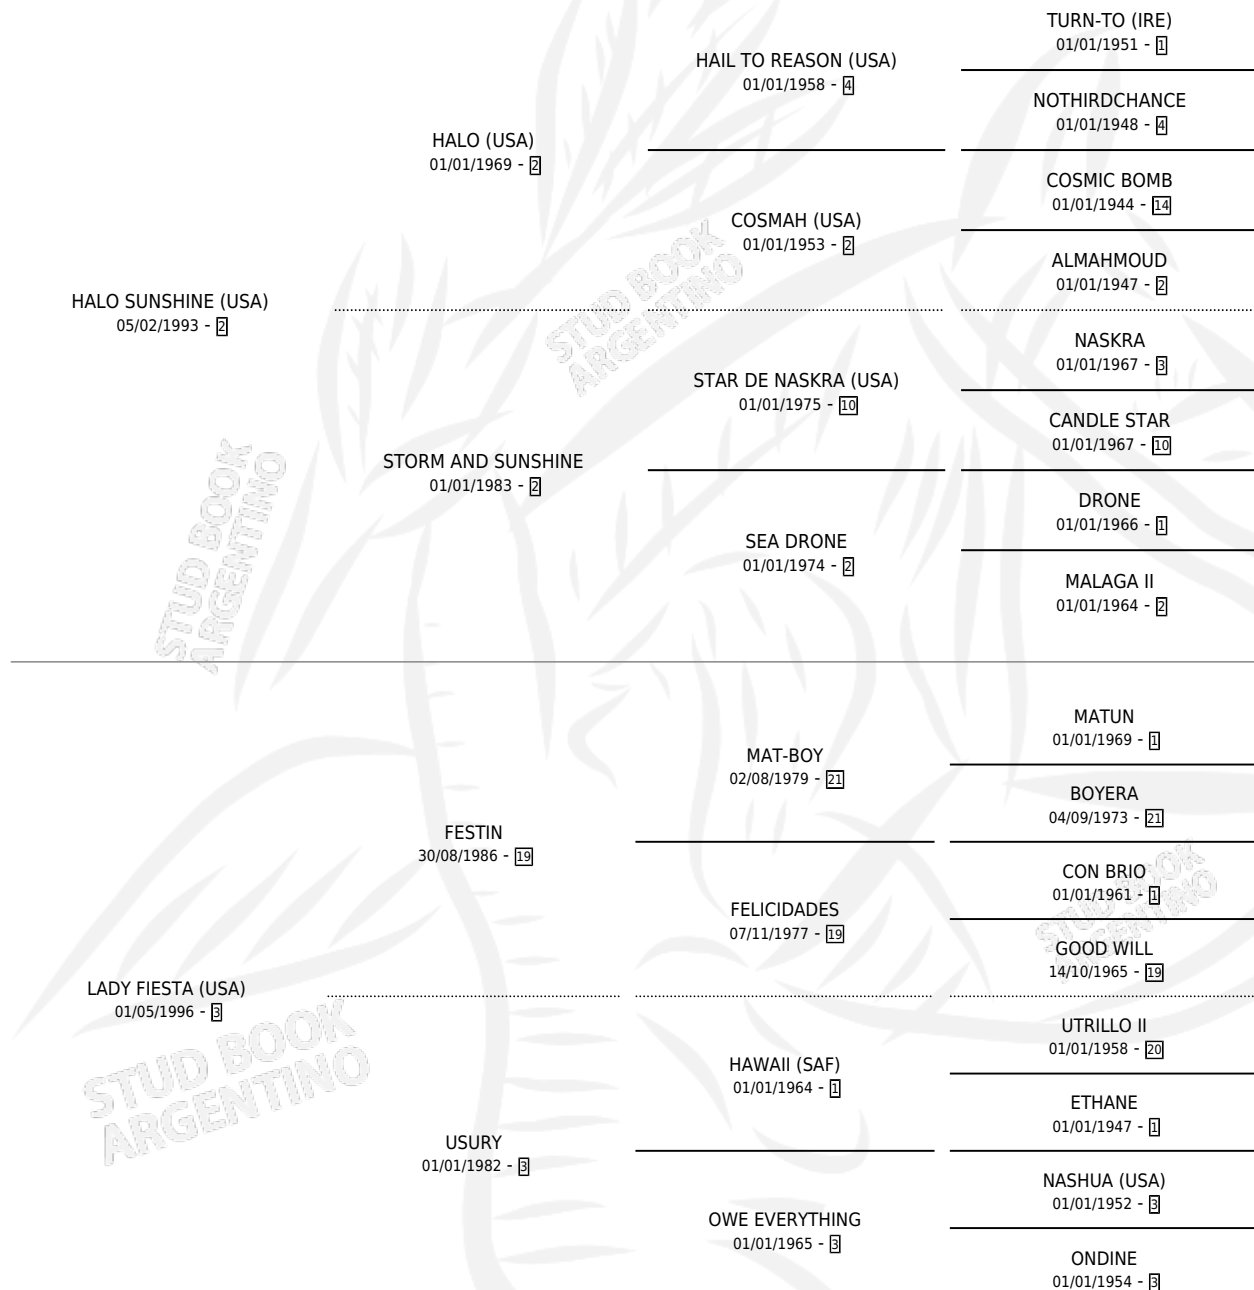 TURN-TO (IRE)
01/01/1951 - 1
HAIL TO REASON (USA)
01/01/1958 - 4
NOTHIRDCHANCE
01/01/1948 - 4
HALO (USA)
01/01/1969 - 2
COSMIC BOMB
01/01/1944 - 14
COSMAH (USA)
01/01/1953 - 2
ALMAHMOUD
01/01/1947 - 2
HALO SUNSHINE (USA)
05/02/1993 - 2
STUD BOOK
ARGENTINO
NASKRA
01/01/1967 - 3
STAR DE NASKRA (USA)
01/01/1975 - 10
CANDLE STAR
01/01/1967 - 10
STORM AND SUNSHINE
01/01/1983 - 2
DRONE
01/01/1966 - 1
SEA DRONE
01/01/1974 - 2
MALAGA II
01/01/1964 - 2
STUD BOOK
ARGENTINO
MATUN
01/01/1969 - 1
MAT-BOY
02/08/1979 - 21
BOYERA
04/09/1973 - 21
FESTIN
30/08/1986 - 19
CON BRIO
01/01/1961 - 1
FELICIDADES
07/11/1977 - 19
STUD BOOK
ARGENTINO
GOOD WILL
14/10/1965 - 19
LADY FIESTA (USA)
01/05/1996 - 3
STUD BOOK
ARGENTINO
UTRILLO II
01/01/1958 - 20
HAWAII (SAF)
01/01/1964 - 1
ETHANE
01/01/1947 - 1
USURY
01/01/1982 - 3
NASHUA (USA)
01/01/1952 - 3
OWE EVERYTHING
01/01/1965 - 3
ONDINE
01/01/1954 - 3